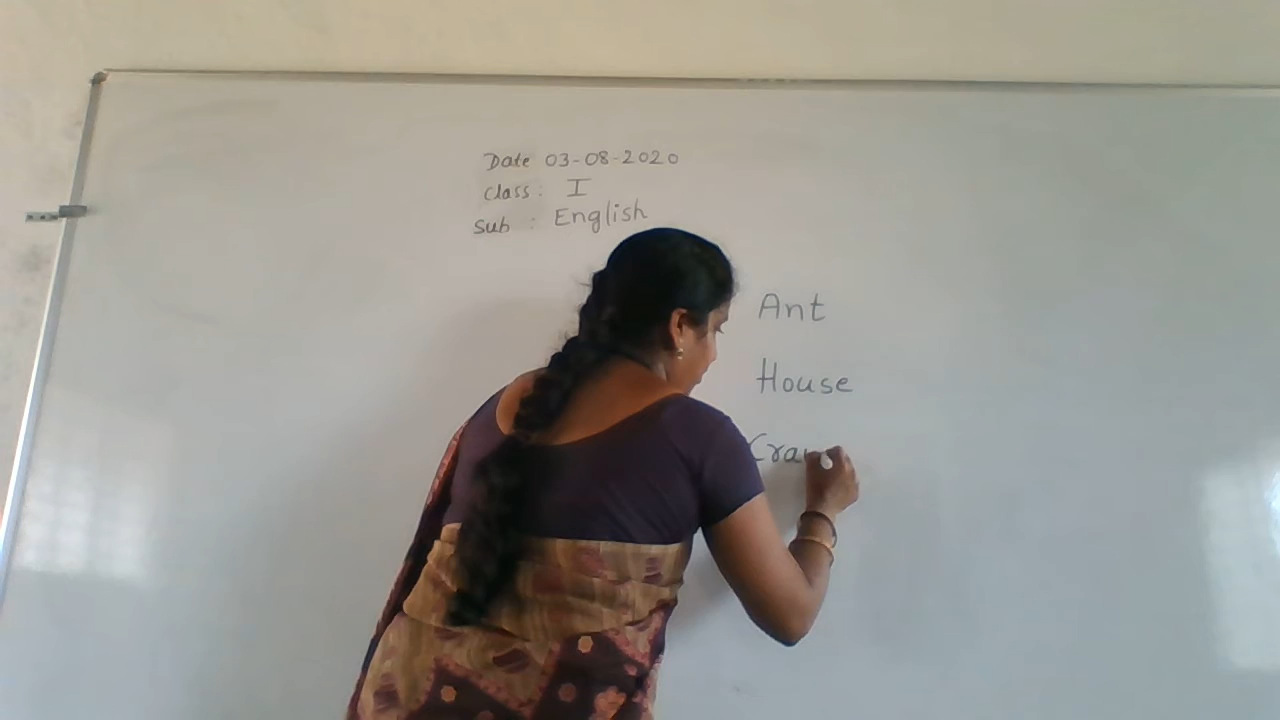 Date 03-08-2020
Class: I
Sub : English
Ant
House